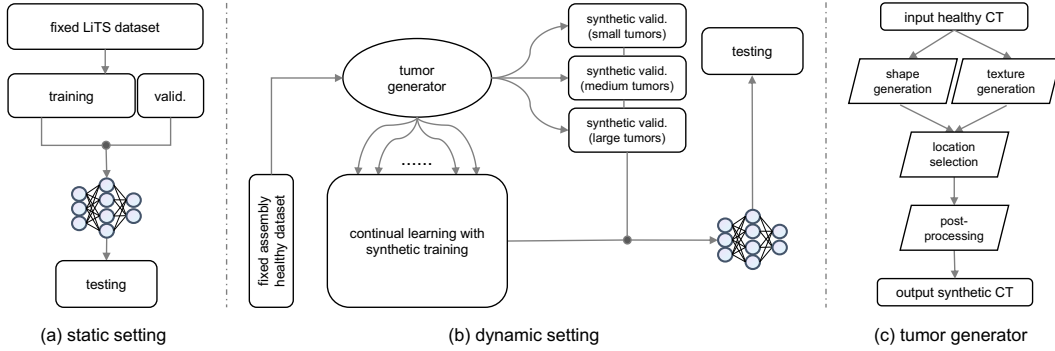 fixed LiTS dataset
training
valid.
testing
(a) static setting
fixed assembly
healthy dataset
tumor
generator
synthetic valid.
(small tumors)
synthetic valid.
(medium tumors)
synthetic valid.
(large tumors)
......
continual learning with
synthetic training
testing
(b) dynamic setting
input healthy CT
shape
generation
texture
generation
location
selection
post-
processing
output synthetic CT
(c) tumor generator